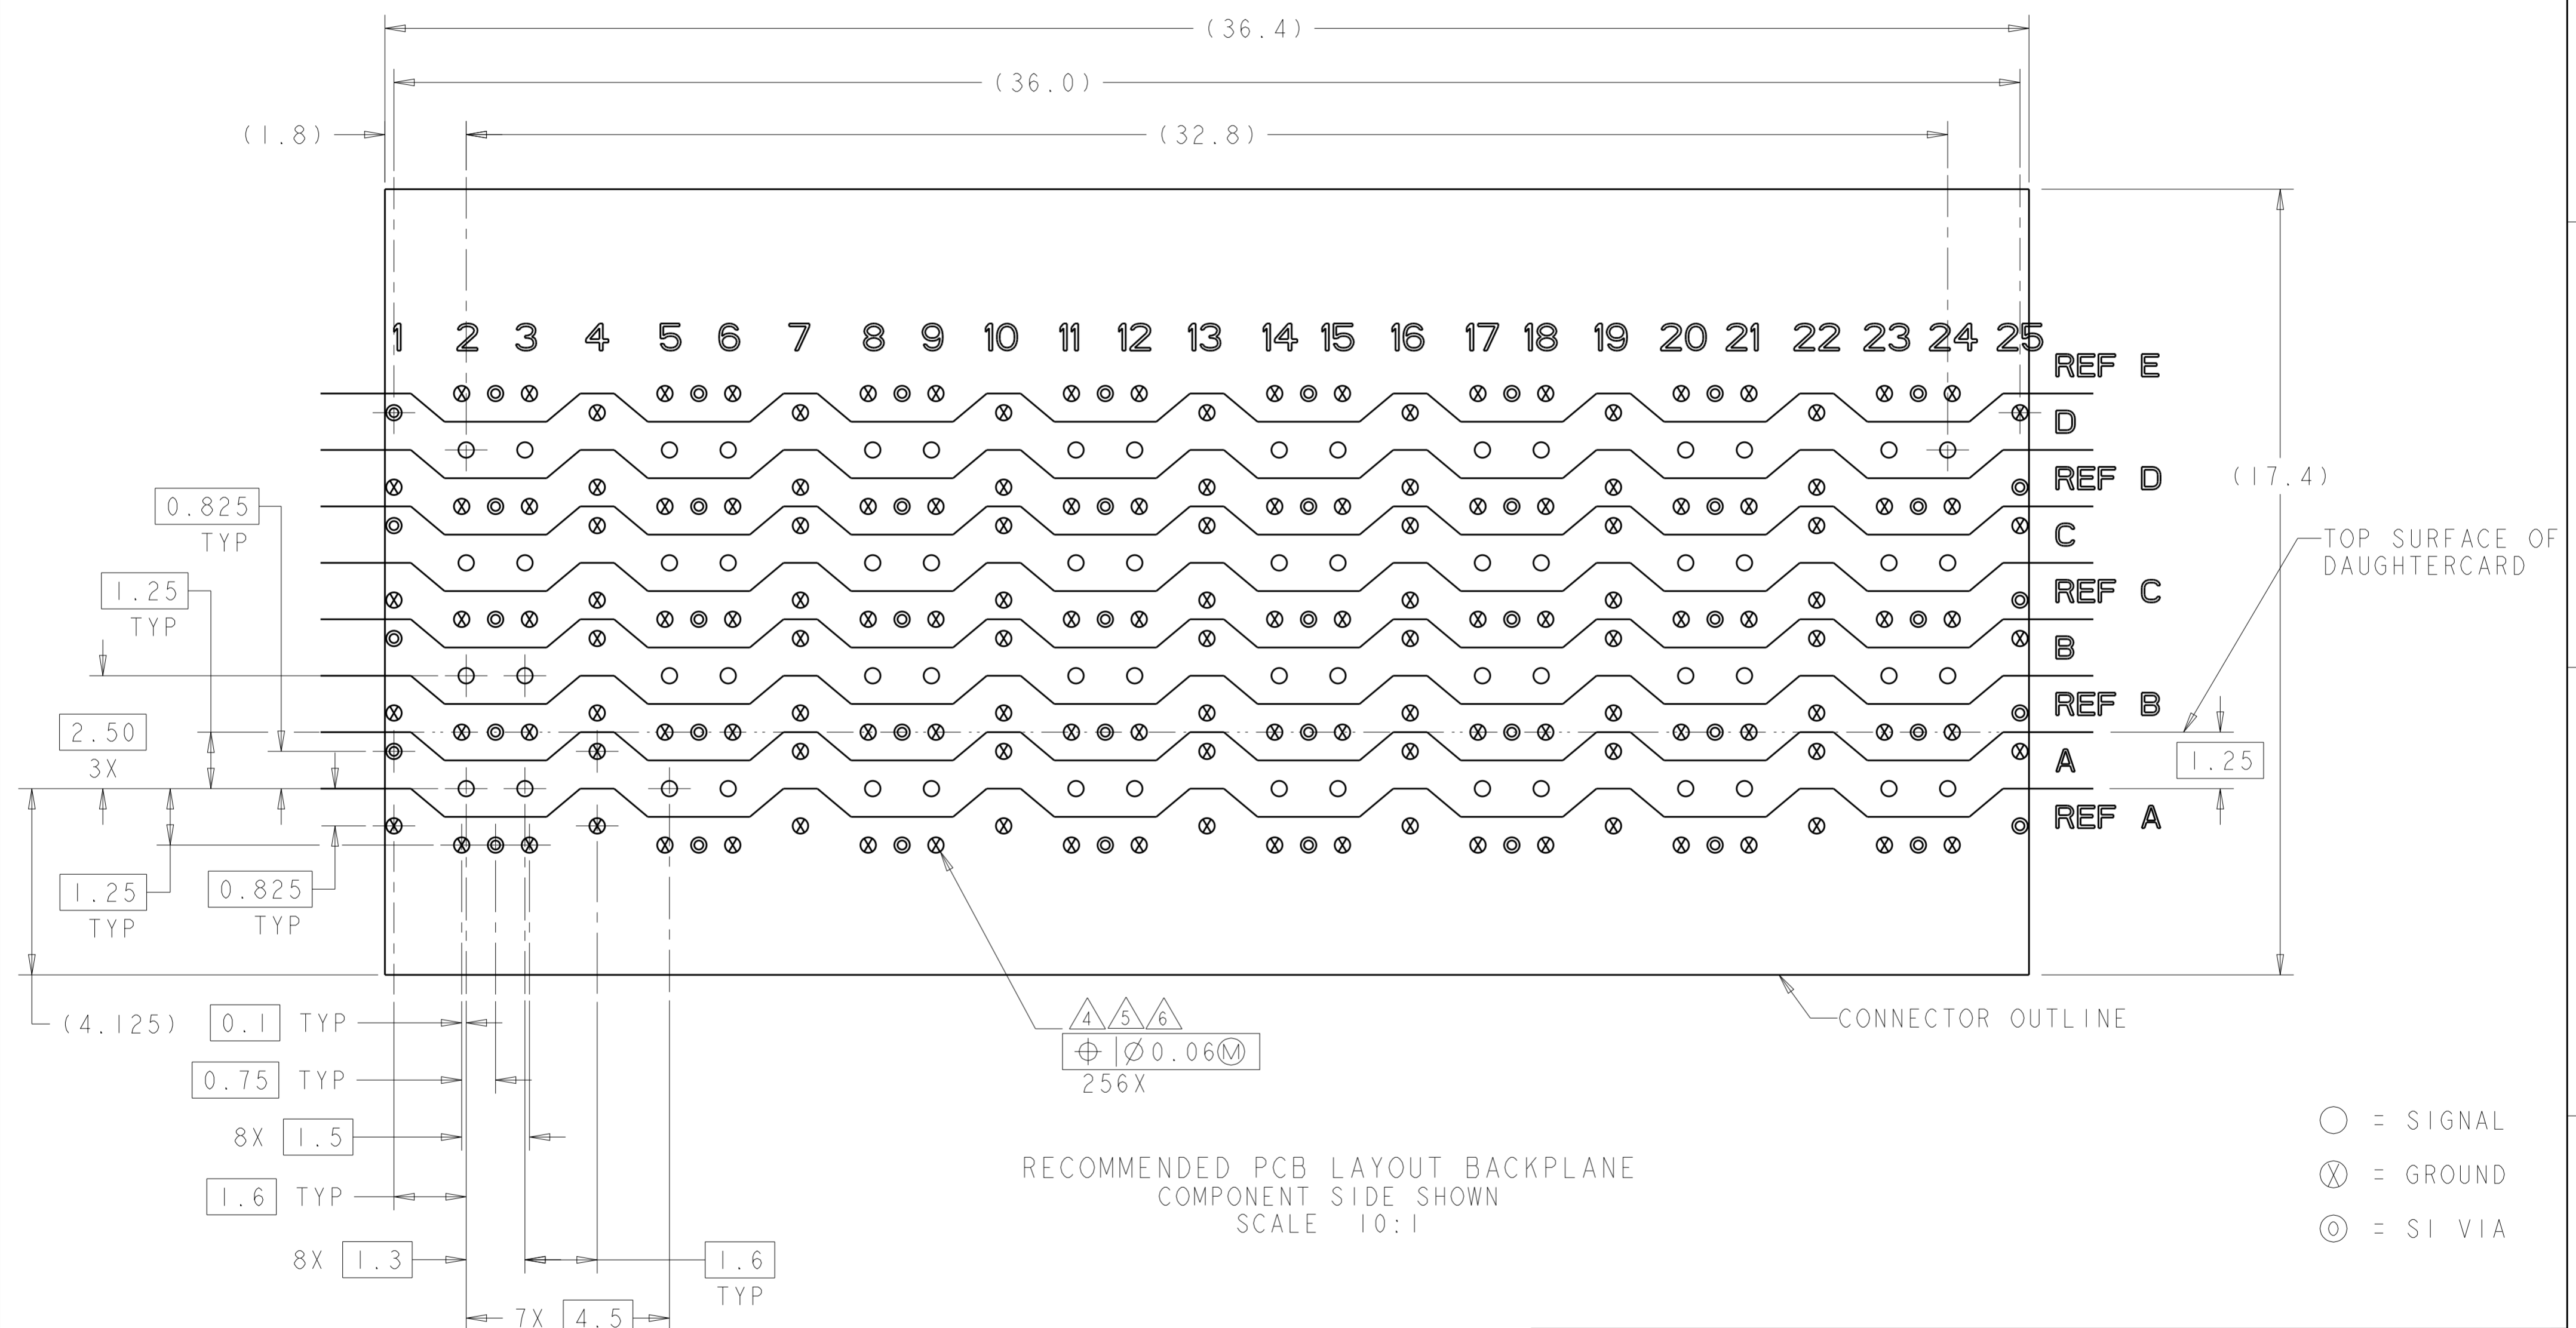 (36.4)
(36.0)
(1.8)
(32.8)
1 2 3 4 5 6 7 8 9 10 11 12 13 14 15 16 17 18 19 20 21 22 23 24 25
REF E
D
REF D
(17.4)
0.825
TYP
C
TOP SURFACE OF
DAUGHTERCARD
1.25
TYP
REF C
B
REF B
2.50
3X
A
1.25
REF A
1.25
TYP
0.825
TYP
(4.125)
0.1 TYP
4 5 6
CONNECTOR OUTLINE
⌖ Ø0.06Ⓜ
256X
0.75 TYP
8X 1.5
= SIGNAL
RECOMMENDED PCB LAYOUT BACKPLANE
COMPONENT SIDE SHOWN
SCALE 10:1
= GROUND
1.6 TYP
= SI VIA
8X 1.3
1.6
TYP
7X 4.5